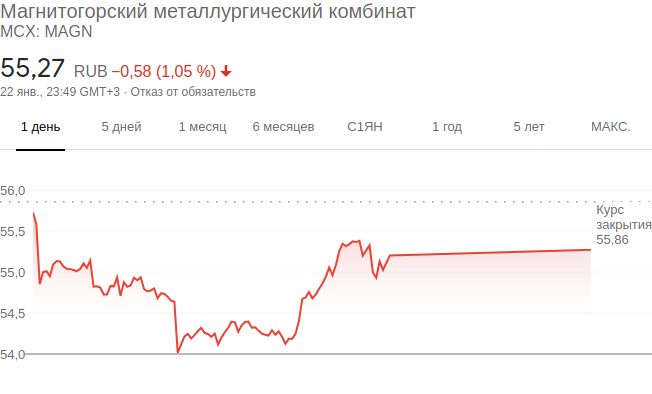 Магнитогорский металлургический комбинат
MCX: MAGN
55,27 RUB −0,58 (1,05 %)
22 янв., 23:49 GMT+3 · Отказ от обязательств
1 день 5 дней 1 месяц 6 месяцев С1ЯН 1 год 5 лет МАКС.
56,0
Курс
закрытия
55,86
55,5
55,0
54,5
54,0